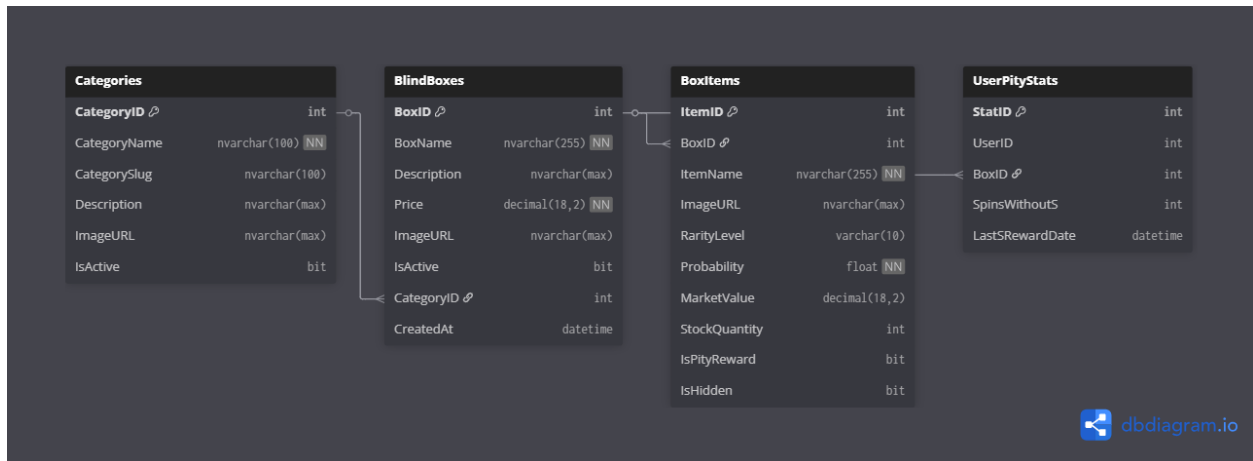 Categories
CategoryID int
CategoryName nvarchar(100) NN
CategorySlug nvarchar(100)
Description nvarchar(max)
ImageURL nvarchar(max)
IsActive bit
BlindBoxes
BoxID int
BoxName nvarchar(255) NN
Description nvarchar(max)
Price decimal(18,2) NN
ImageURL nvarchar(max)
IsActive bit
CategoryID int
CreatedAt datetime
BoxItems
ItemID int
BoxID int
ItemName nvarchar(255) NN
ImageURL nvarchar(max)
RarityLevel varchar(10)
Probability float NN
MarketValue decimal(18,2)
StockQuantity int
IsPityReward bit
IsHidden bit
UserPityStats
StatID int
UserID int
BoxID int
SpinsWithoutS int
LastSRewardDate datetime
dbdiagram.io